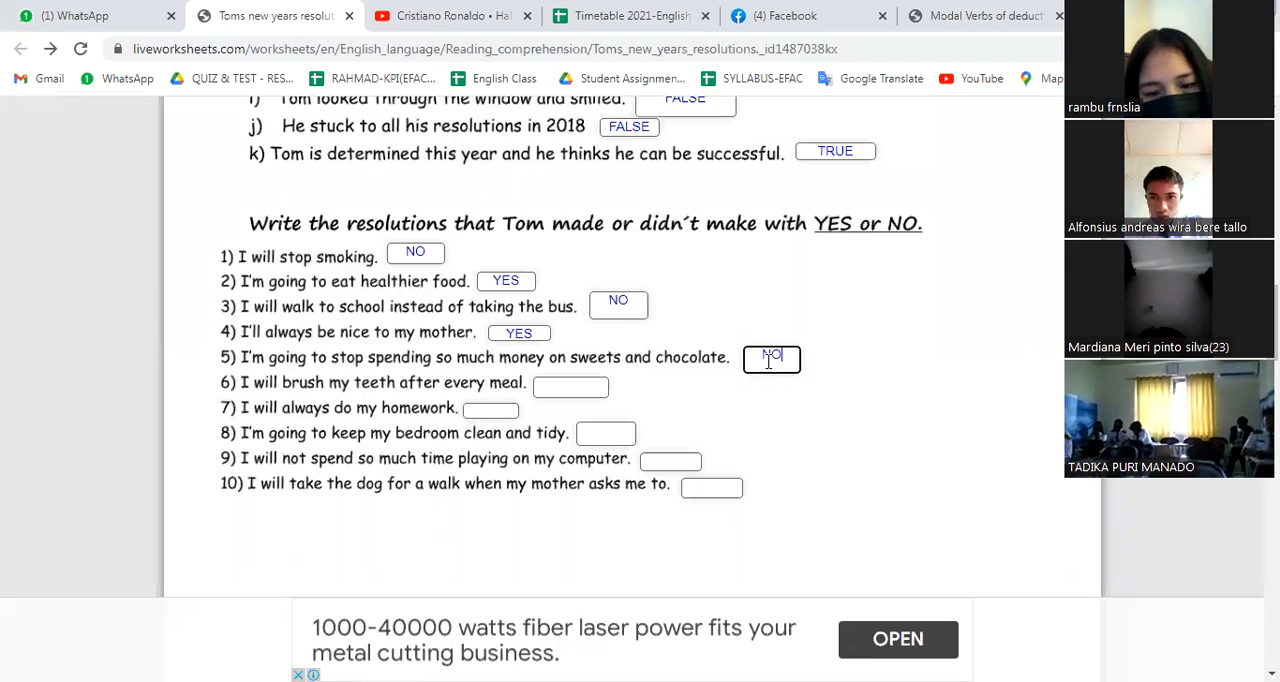 (1) WhatsApp
Toms new years resolut
Cristiano Ronaldo • Hal
Timetable 2021-English
(4) Facebook
Modal Verbs of deducti
liveworksheets.com/worksheets/en/English_language/Reading_comprehension/Toms_new_years_resolutions._id1487038kx
Gmail
WhatsApp
QUIZ & TEST - RES...
RAHMAD-KPI(EFAC...
English Class
Student Assignmen...
SYLLABUS-EFAC
Google Translate
YouTube
Map
i) Tom looked through the window and smiled. FALSE
j) He stuck to all his resolutions in 2018 FALSE
k) Tom is determined this year and he thinks he can be successful. TRUE
Write the resolutions that Tom made or didn´t make with YES or NO.
1) I will stop smoking. NO
2) I'm going to eat healthier food. YES
3) I will walk to school instead of taking the bus. NO
4) I'll always be nice to my mother. YES
5) I'm going to stop spending so much money on sweets and chocolate. NO
6) I will brush my teeth after every meal.
7) I will always do my homework.
8) I'm going to keep my bedroom clean and tidy.
9) I will not spend so much time playing on my computer.
10) I will take the dog for a walk when my mother asks me to.
1000-40000 watts fiber laser power fits your
metal cutting business.
OPEN
rambu frnslia
Alfonsius andreas wira bere tallo
Mardiana Meri pinto silva(23)
TADIKA PURI MANADO